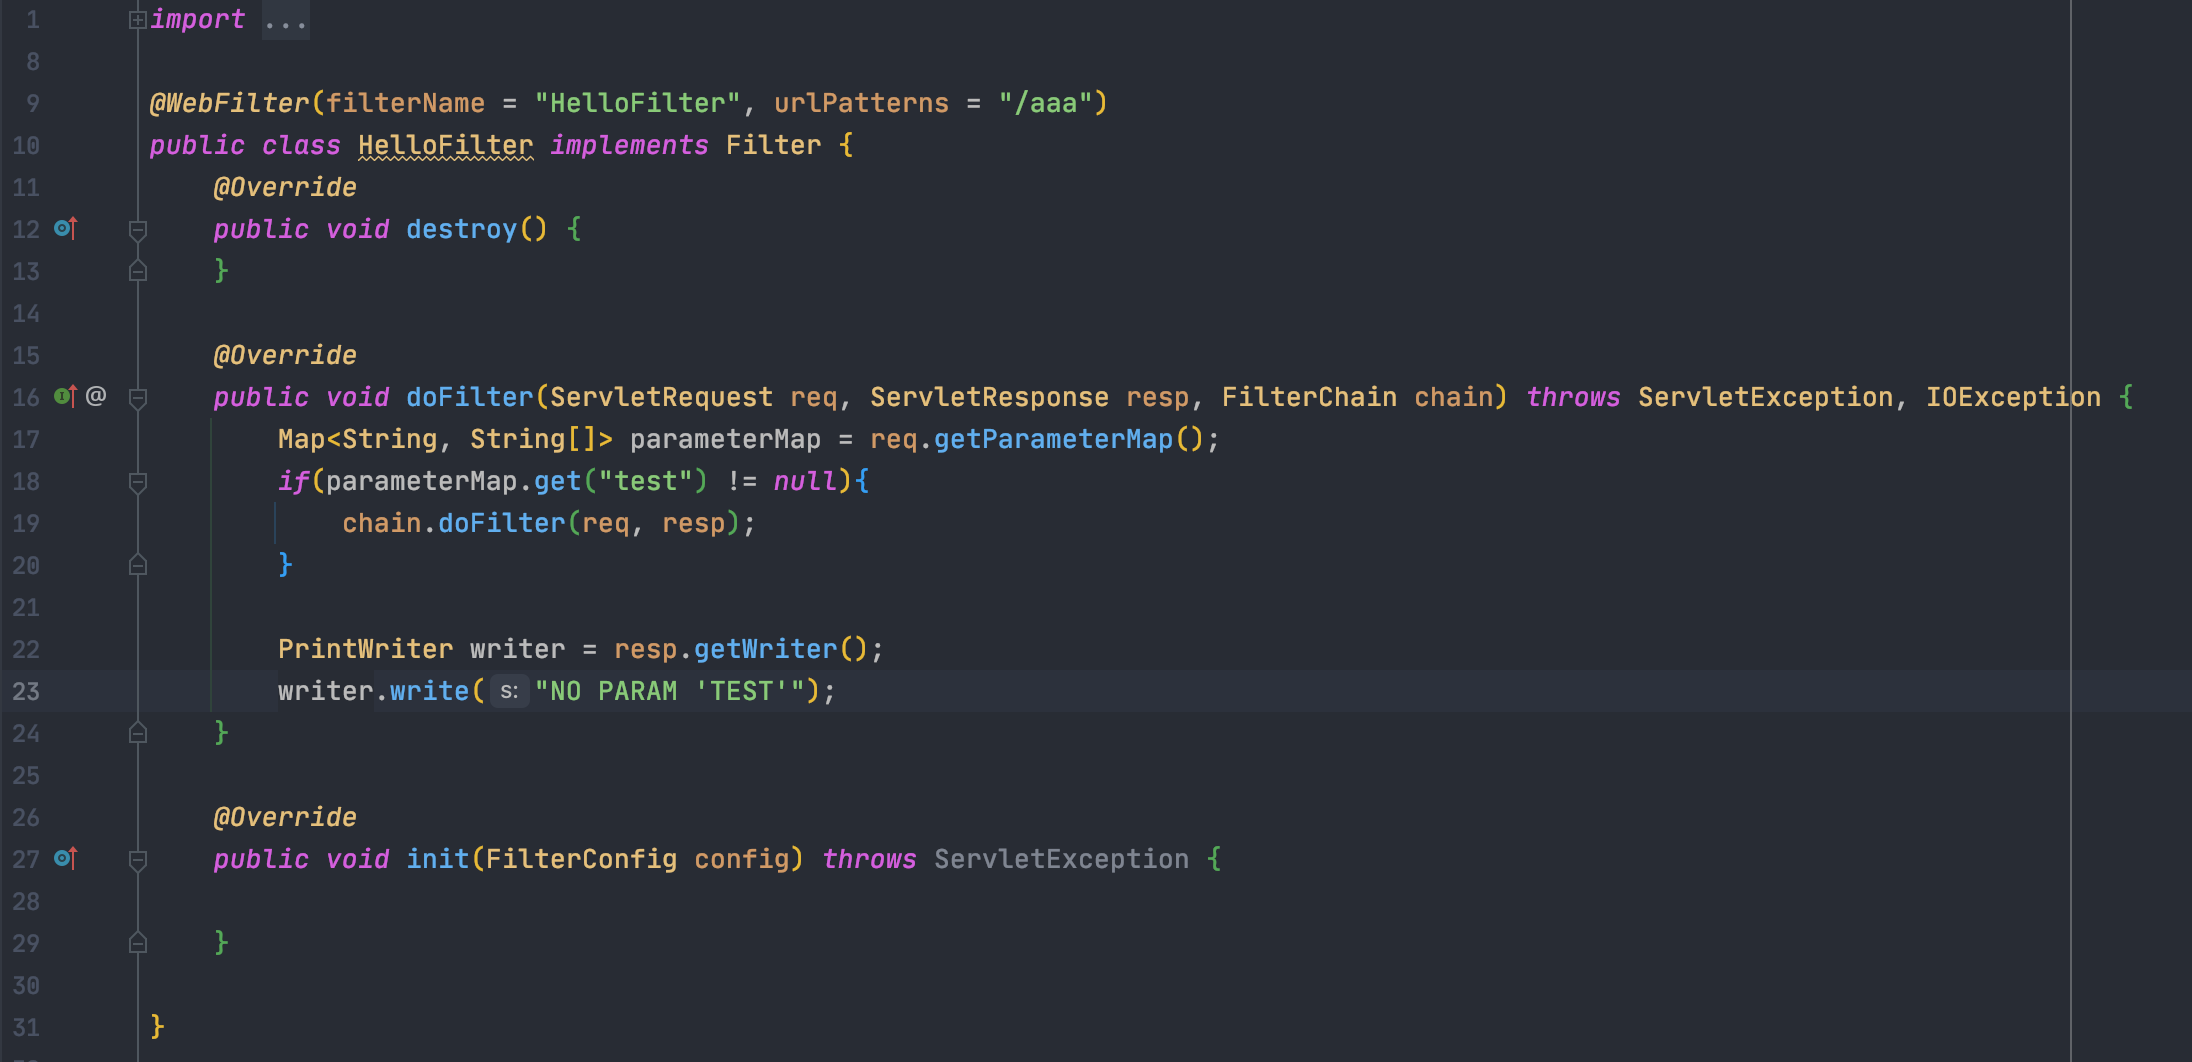 1 import ...
8
9 @WebFilter(filterName = "HelloFilter", urlPatterns = "/aaa")
10 public class HelloFilter implements Filter {
11 @Override
12 public void destroy() {
13 }
14
15 @Override
16 @ public void doFilter(ServletRequest req, ServletResponse resp, FilterChain chain) throws ServletException, IOException {
17 Map<String, String[]> parameterMap = req.getParameterMap();
18 if(parameterMap.get("test") != null){
19 chain.doFilter(req, resp);
20 }
21
22 PrintWriter writer = resp.getWriter();
23 writer.write( s: "NO PARAM 'TEST'");
24 }
25
26 @Override
27 public void init(FilterConfig config) throws ServletException {
28
29 }
30
31 }